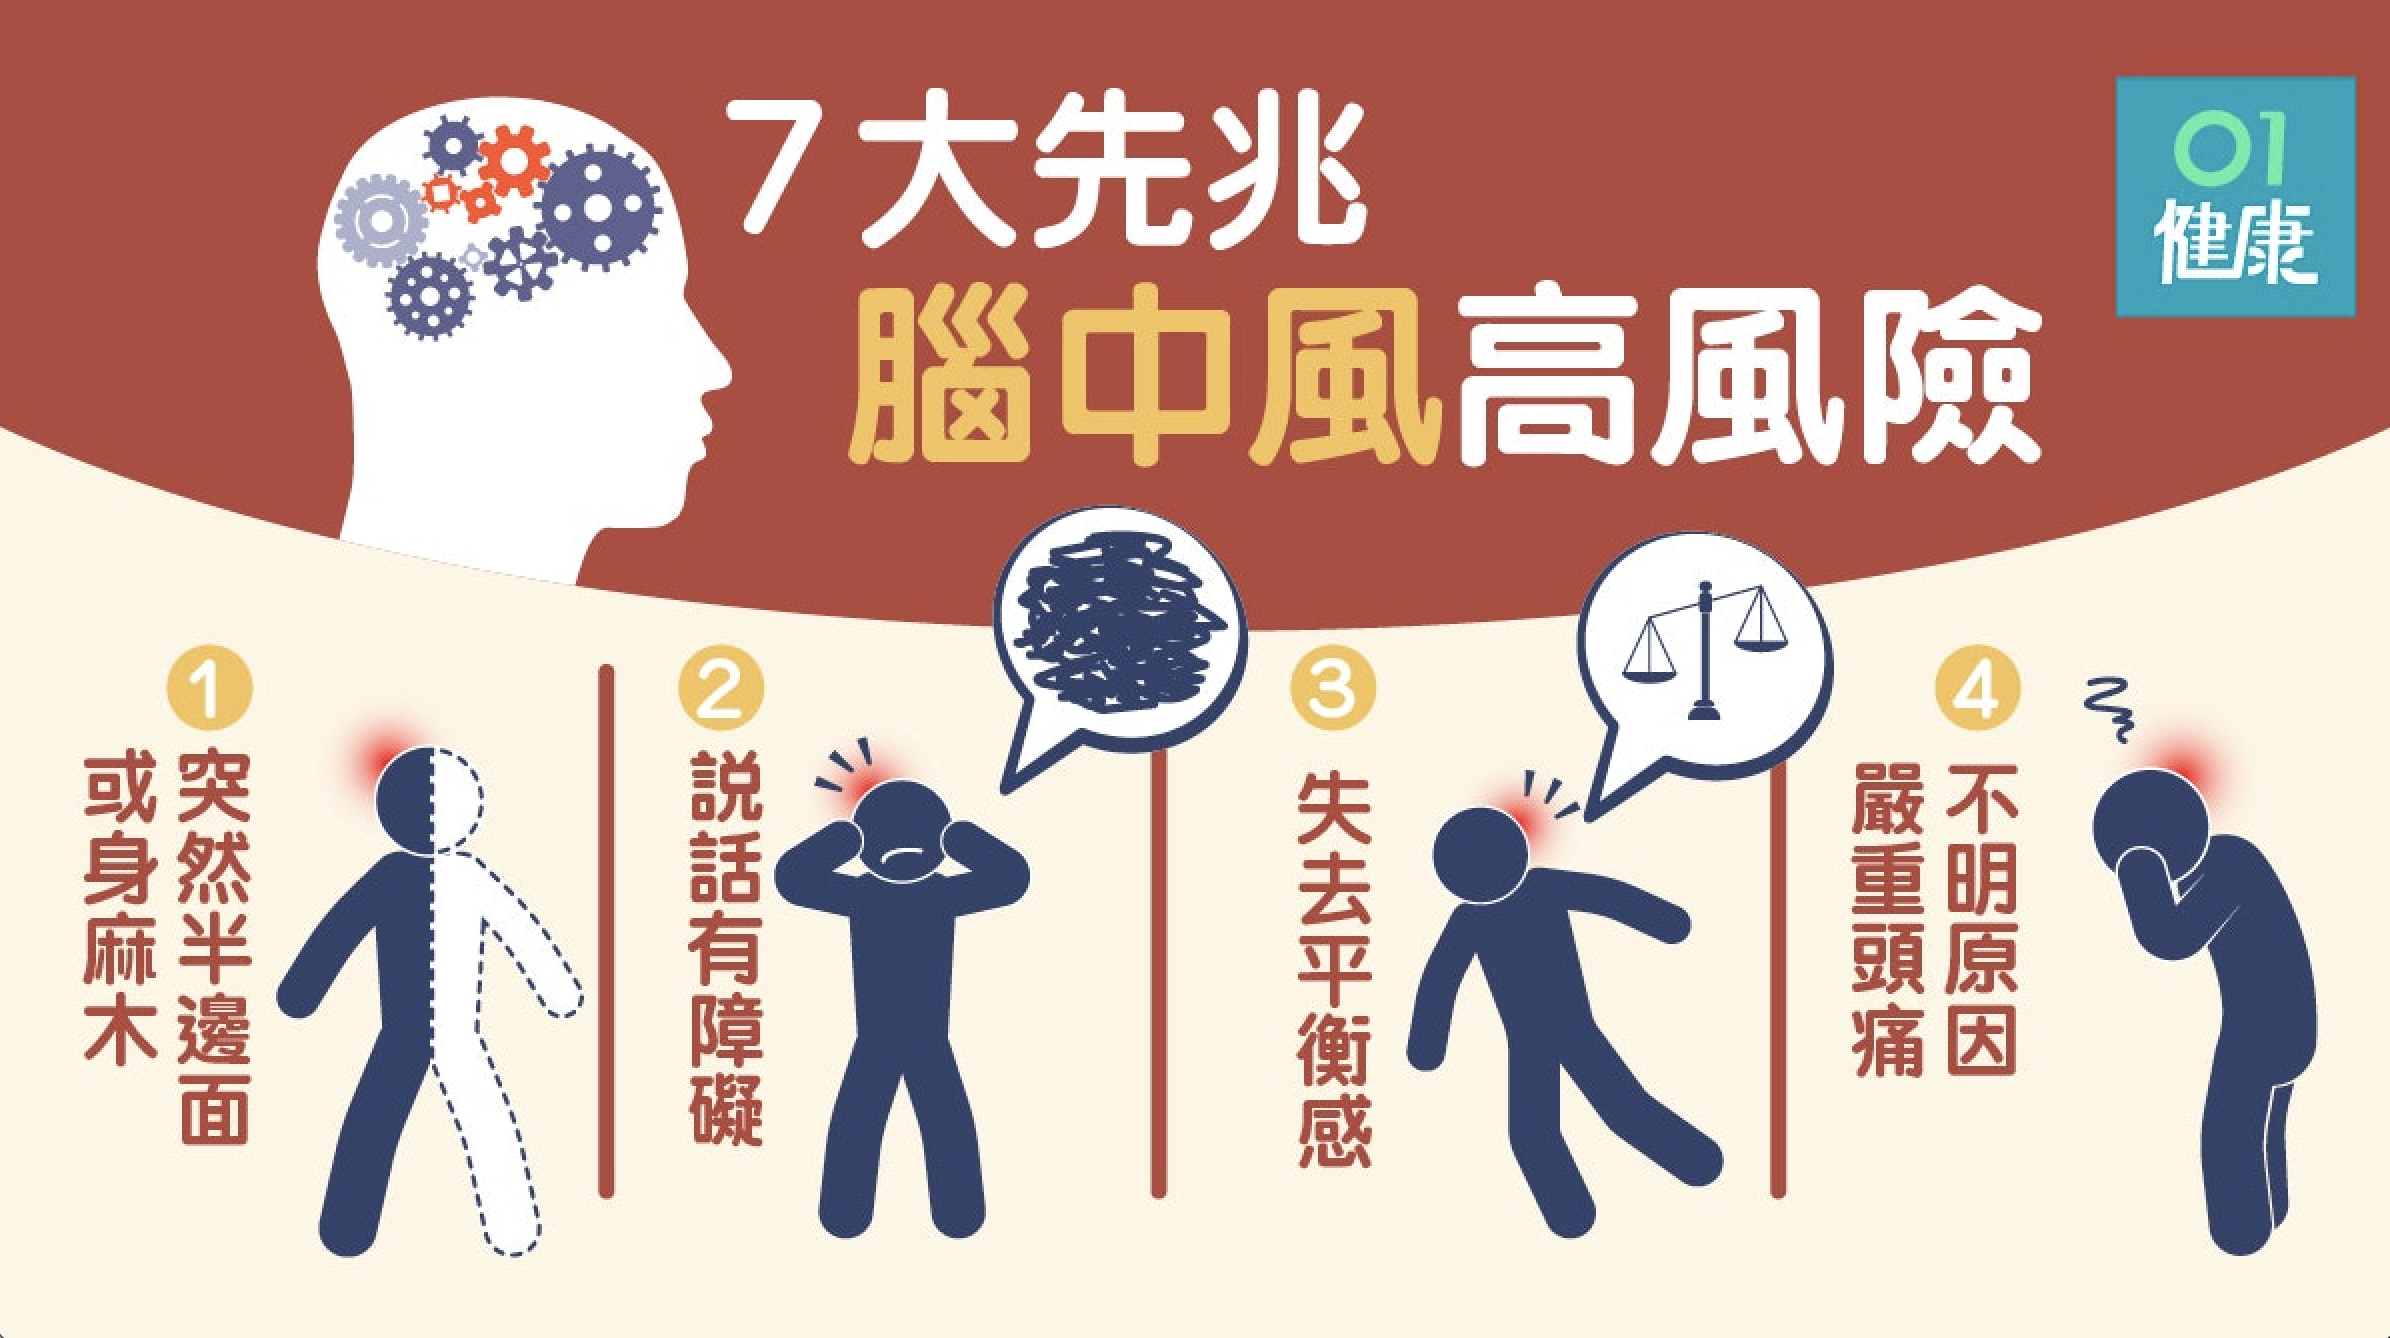 7大先兆
腦中風高風險
01
健康
1
突然半邊面
或身麻木
2
説話有障礙
3
失去平衡感
4
不明原因
嚴重頭痛